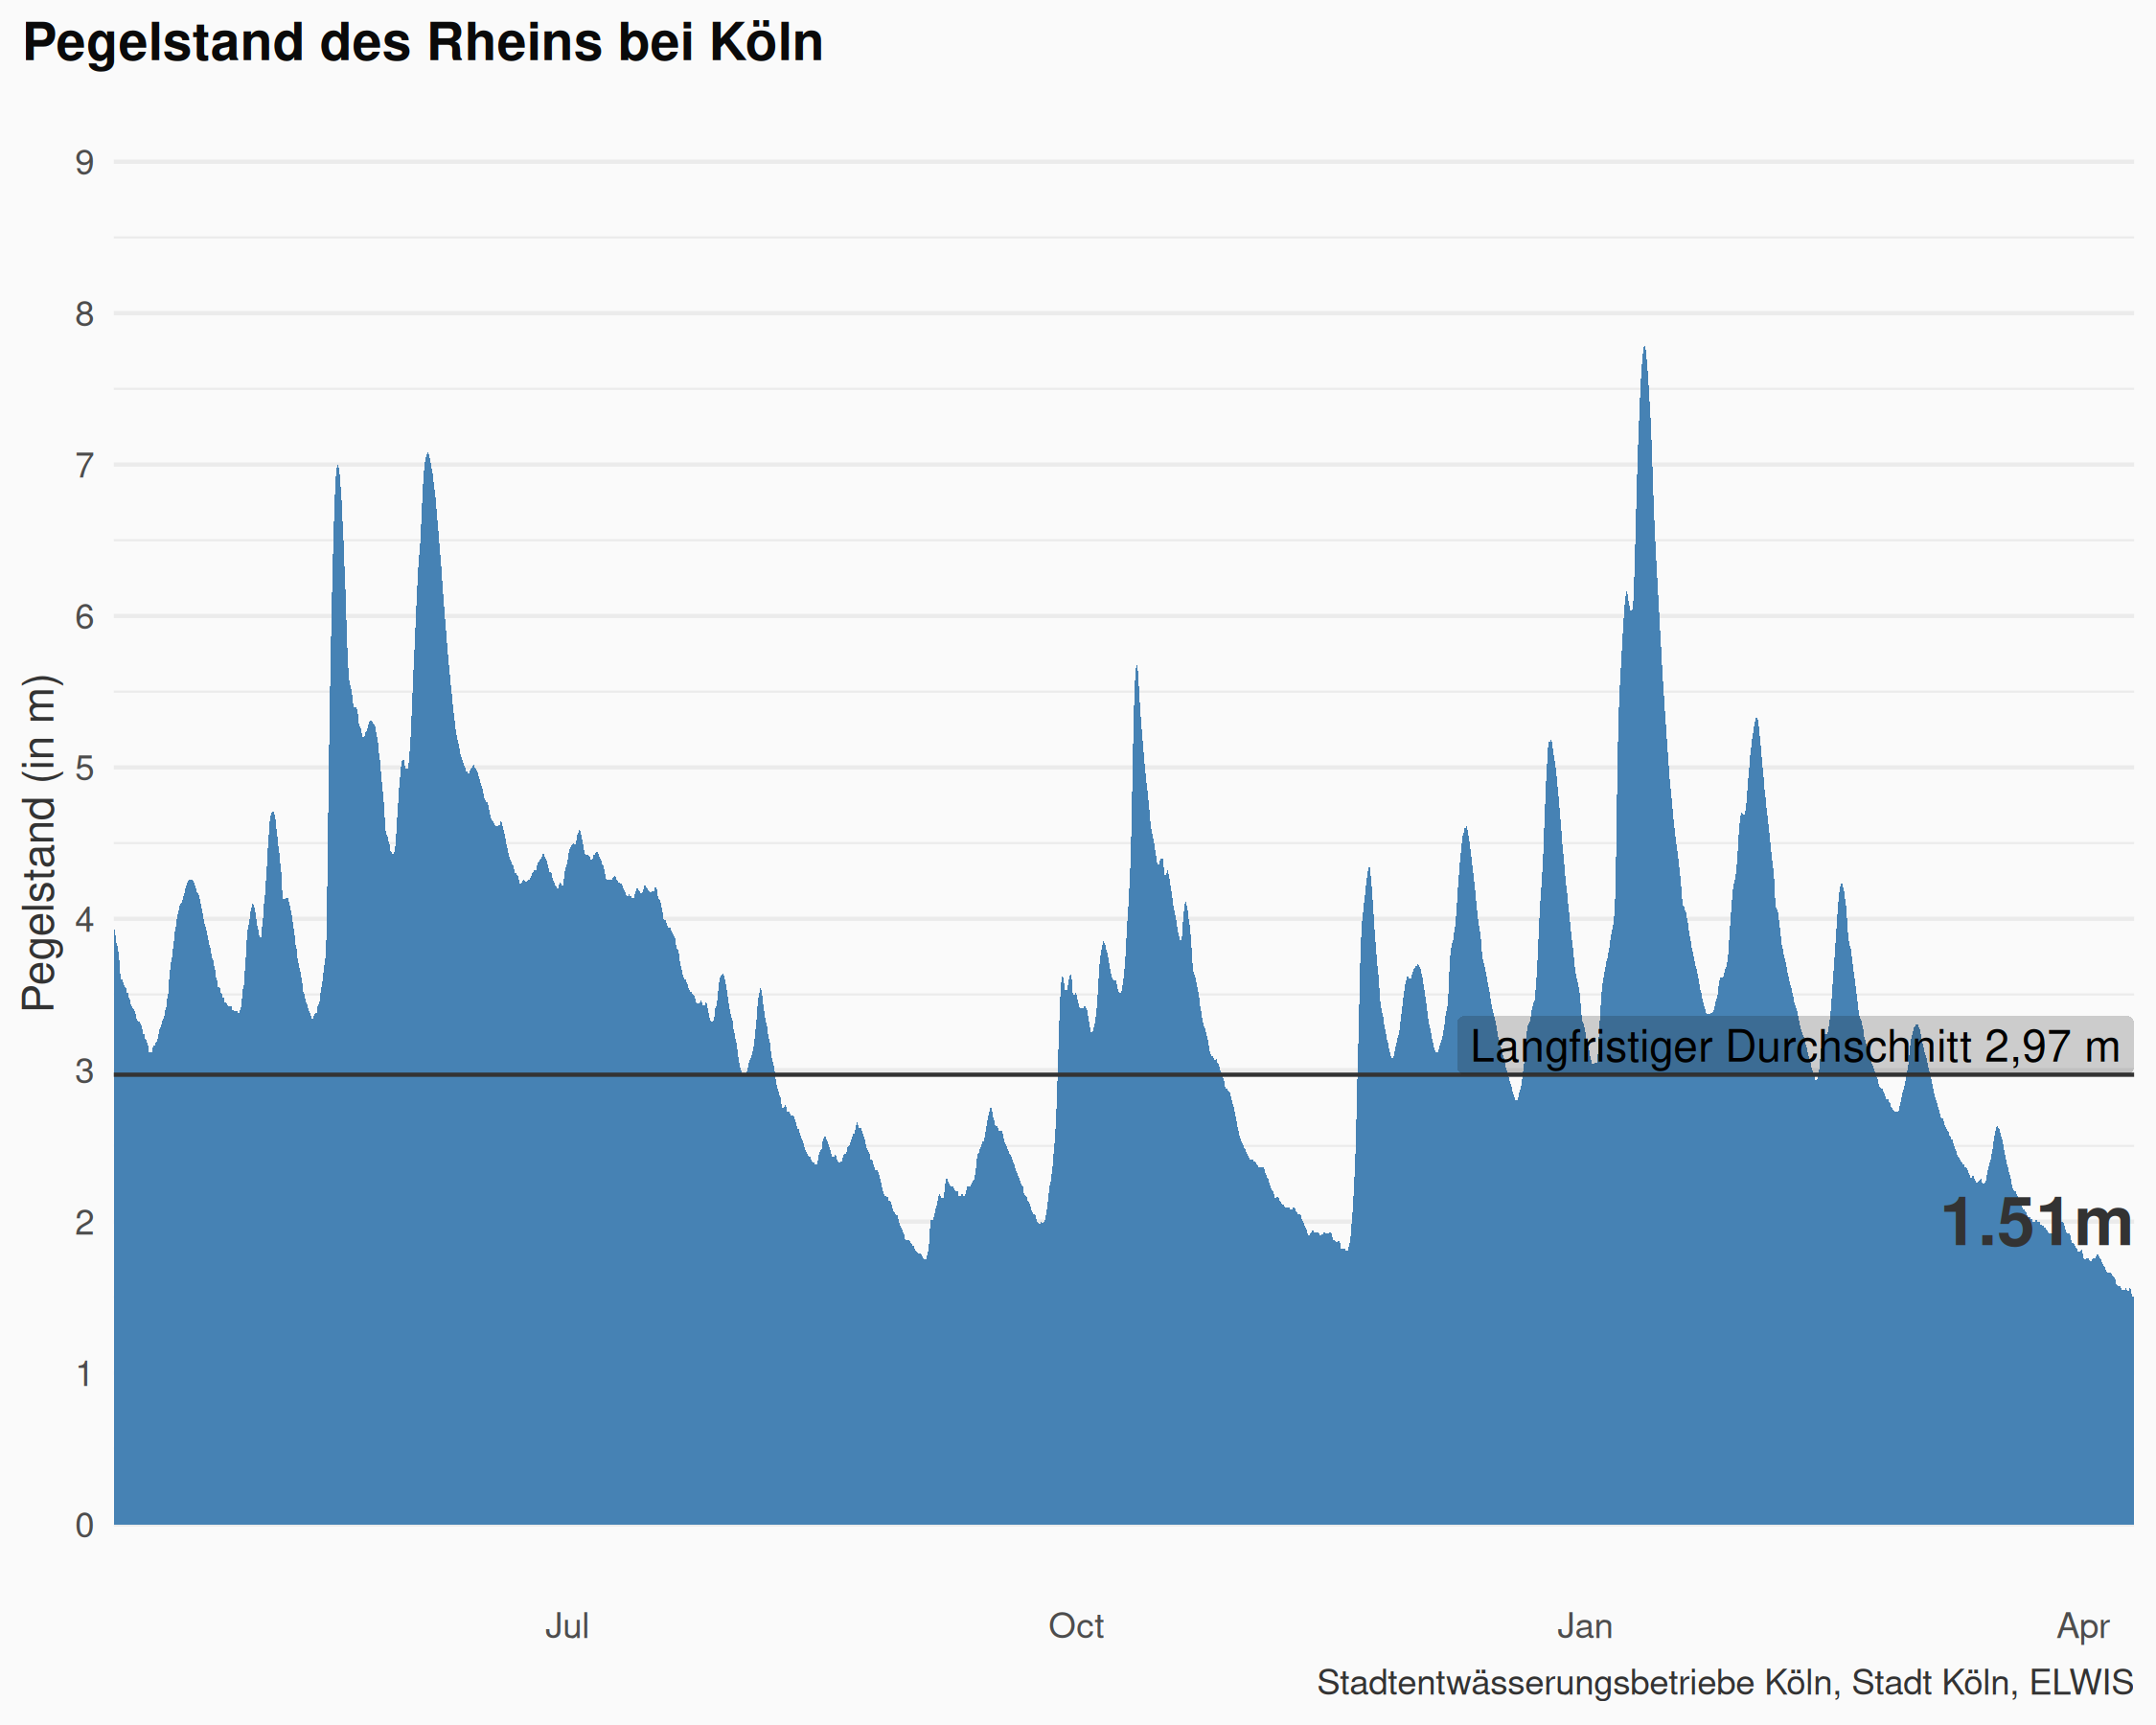 Pegelstand des Rheins bei Köln
Pegelstand (in m)
9
8
7
6
5
4
3
2
1
0
Langfristiger Durchschnitt 2,97 m
1.51m
Jul
Oct
Jan
Apr
Stadtentwässerungsbetriebe Köln, Stadt Köln, ELWIS